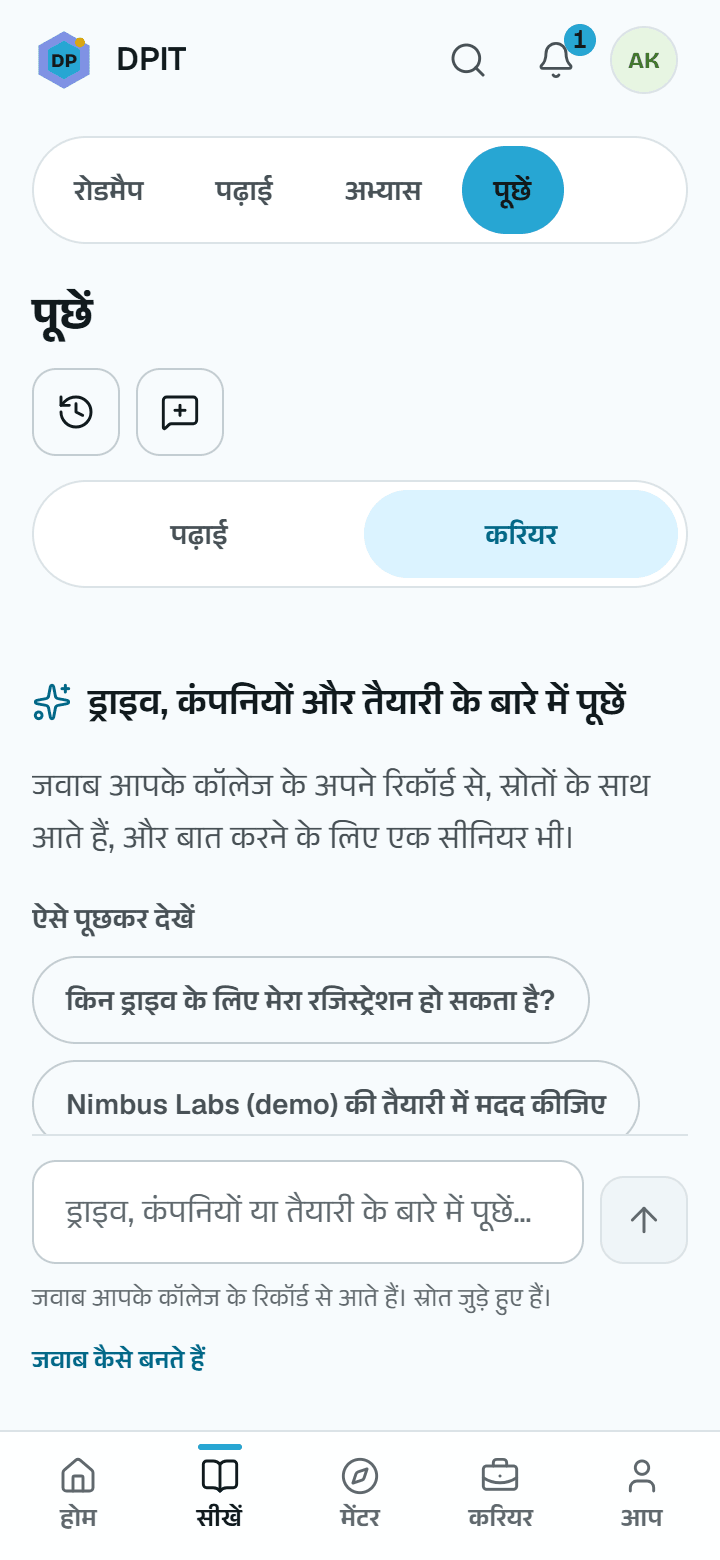 DP
DPIT
1
AK
रोडमैप
पढ़ाई
अभ्यास
पूछें
पूछें
पढ़ाई
करियर
ड्राइव, कंपनियों और तैयारी के बारे में पूछें
जवाब आपके कॉलेज के अपने रिकॉर्ड से, स्रोतों के साथ
आते हैं, और बात करने के लिए एक सीनियर भी।
ऐसे पूछकर देखें
किन ड्राइव के लिए मेरा रजिस्ट्रेशन हो सकता है?
Nimbus Labs (demo) की तैयारी में मदद कीजिए
ड्राइव, कंपनियों या तैयारी के बारे में पूछें...
जवाब आपके कॉलेज के रिकॉर्ड से आते हैं। स्रोत जुड़े हुए हैं।
जवाब कैसे बनते हैं
होम
सीखें
मेंटर
करियर
आप